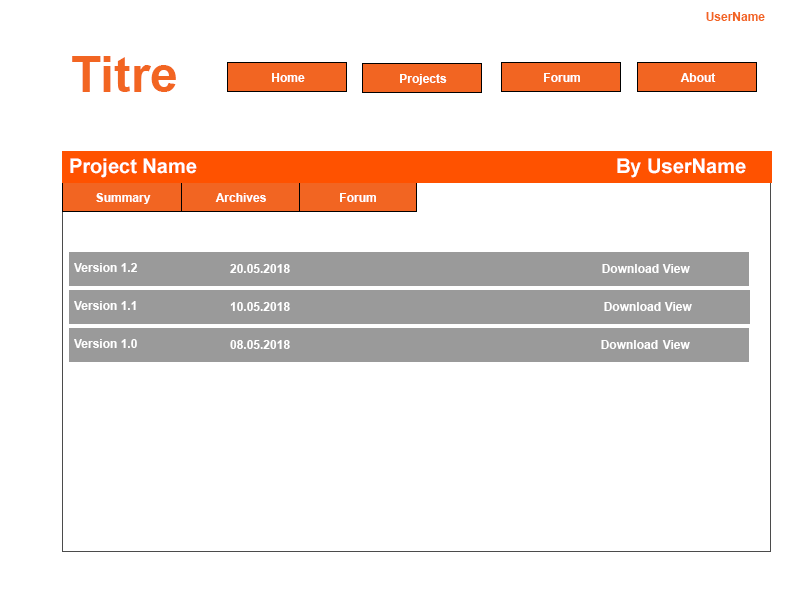 UserName
Titre Home Projects Forum About
Project Name By UserName
Summary Archives Forum
Version 1.2 20.05.2018 Download View
Version 1.1 10.05.2018 Download View
Version 1.0 08.05.2018 Download View